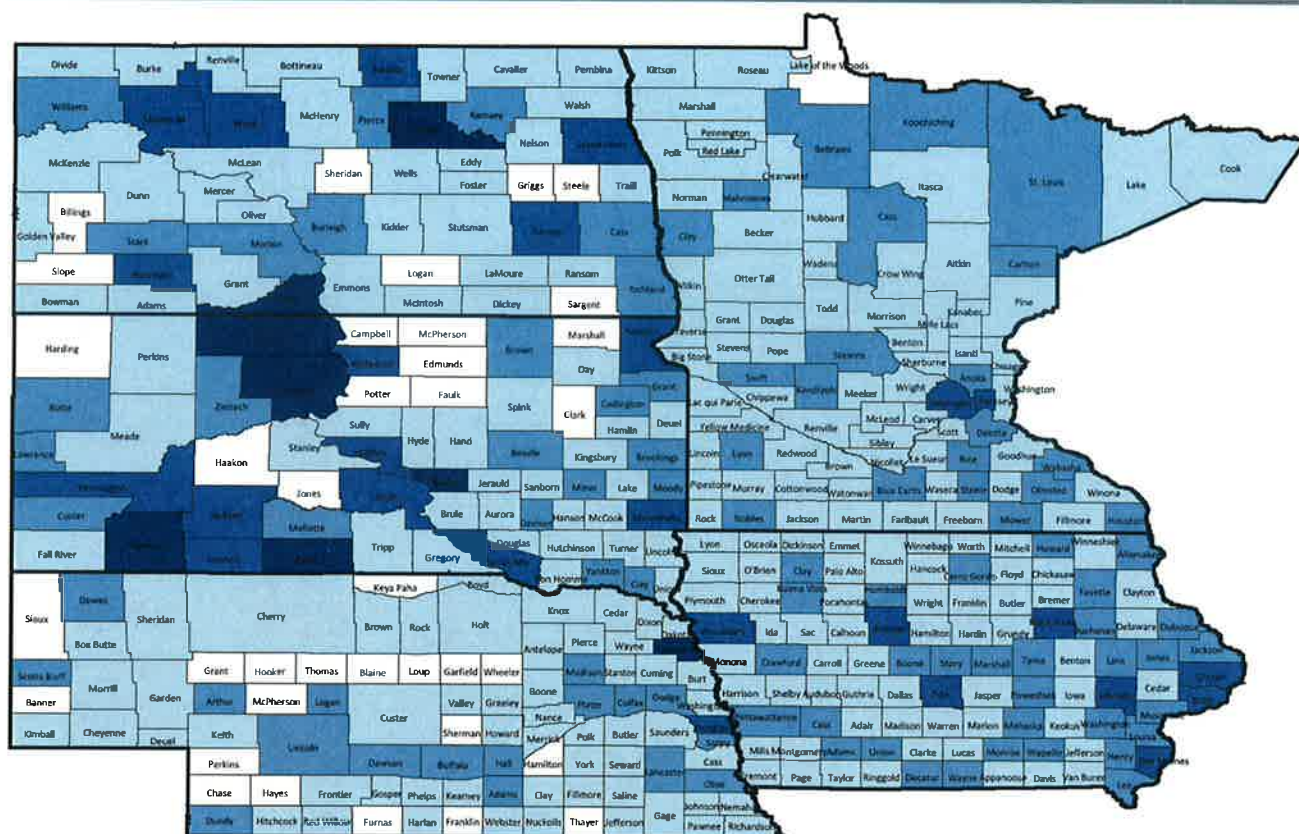 Divide
Burke
Renville
Bottineau
Towner
Cavalier
Pembina
Kittson
Roseau
Lake of the Woods
Williams
Ward
McHenry
Pierce
Ramsey
Walsh
Marshall
Beltrami
Koochiching
Nelson
Pennington
Red Lake
Polk
McKenzie
McLean
Sheridan
Wells
Eddy
Foster
Griggs
Steele
Traill
Norman
Mahnomen
Clearwater
Itasca
St. Louis
Lake
Cook
Dunn
Mercer
Oliver
Billings
Golden Valley
Stark
Morton
Burleigh
Kidder
Stutsman
Barnes
Cass
Clay
Becker
Hubbard
Cass
Slope
Grant
Emmons
Logan
LaMoure
Ransom
Richland
Wilkin
Otter Tail
Wadena
Crow Wing
Aitkin
Carlton
Bowman
Adams
McIntosh
Dickey
Sargent
Todd
Morrison
Mille Lacs
Kanabec
Pine
Harding
Perkins
Campbell
McPherson
Brown
Marshall
Traverse
Grant
Douglas
Stevens
Pope
Stearns
Benton
Sherburne
Isanti
Chisago
Edmunds
Day
Big Stone
Butte
Ziebach
Potter
Faulk
Spink
Clark
Codington
Grant
Hamlin
Deuel
Swift
Kandiyohi
Meeker
Wright
Anoka
Washington
Lac qui Parle
Chippewa
McLeod
Carver
Scott
Dakota
Meade
Sully
Hyde
Hand
Beadle
Kingsbury
Brookings
Yellow Medicine
Renville
Sibley
Lawrence
Haakon
Stanley
Lincoln
Lyon
Redwood
Brown
Nicollet
Le Sueur
Rice
Goodhue
Wabasha
Jones
Jerauld
Sanborn
Miner
Lake
Moody
Pipestone
Murray
Cottonwood
Watonwan
Blue Earth
Waseca
Steele
Dodge
Olmsted
Winona
Custer
Mellette
Brule
Aurora
Davison
Hanson
McCook
Rock
Nobles
Jackson
Martin
Faribault
Freeborn
Mower
Fillmore
Houston
Fall River
Tripp
Gregory
Douglas
Hutchinson
Turner
Lincoln
Bon Homme
Yankton
Clay
Lyon
Osceola
Dickinson
Emmet
Winnebago
Worth
Mitchell
Howard
Winneshiek
Allamakee
Sioux
O'Brien
Clay
Palo Alto
Kossuth
Hancock
Cerro Gordo
Floyd
Chickasaw
Keya Paha
Boyd
Sioux
Dawes
Sheridan
Cherry
Brown
Rock
Holt
Knox
Cedar
Dixon
Plymouth
Cherokee
Buena Vista
Pocahontas
Humboldt
Wright
Franklin
Butler
Bremer
Fayette
Clayton
Box Butte
Antelope
Pierce
Wayne
Ida
Sac
Calhoun
Hamilton
Hardin
Grundy
Buchanan
Delaware
Dubuque
Scotts Bluff
Grant
Hooker
Thomas
Blaine
Loup
Garfield
Wheeler
Madison
Stanton
Cuming
Burt
Monona
Crawford
Carroll
Greene
Boone
Story
Marshall
Tama
Benton
Linn
Jones
Jackson
Banner
Morrill
Garden
Arthur
McPherson
Logan
Custer
Valley
Greeley
Boone
Nance
Platte
Colfax
Dodge
Washington
Harrison
Shelby
Audubon
Guthrie
Dallas
Polk
Jasper
Poweshiek
Iowa
Cedar
Kimball
Cheyenne
Deuel
Keith
Lincoln
Sherman
Howard
Merrick
Polk
Butler
Saunders
Sarpy
Pottawattamie
Cass
Adair
Madison
Warren
Marion
Mahaska
Keokuk
Washington
Perkins
Dawson
Buffalo
Hall
Hamilton
York
Seward
Lancaster
Cass
Otoe
Mills
Montgomery
Adams
Union
Clarke
Lucas
Monroe
Wapello
Jefferson
Henry
Des Moines
Chase
Hayes
Frontier
Gosper
Phelps
Kearney
Adams
Clay
Fillmore
Saline
Johnson
Nemaha
Fremont
Page
Taylor
Ringgold
Decatur
Wayne
Appanoose
Davis
Van Buren
Lee
Dundy
Hitchcock
Red Willow
Furnas
Harlan
Franklin
Webster
Nuckolls
Thayer
Jefferson
Gage
Pawnee
Richardson